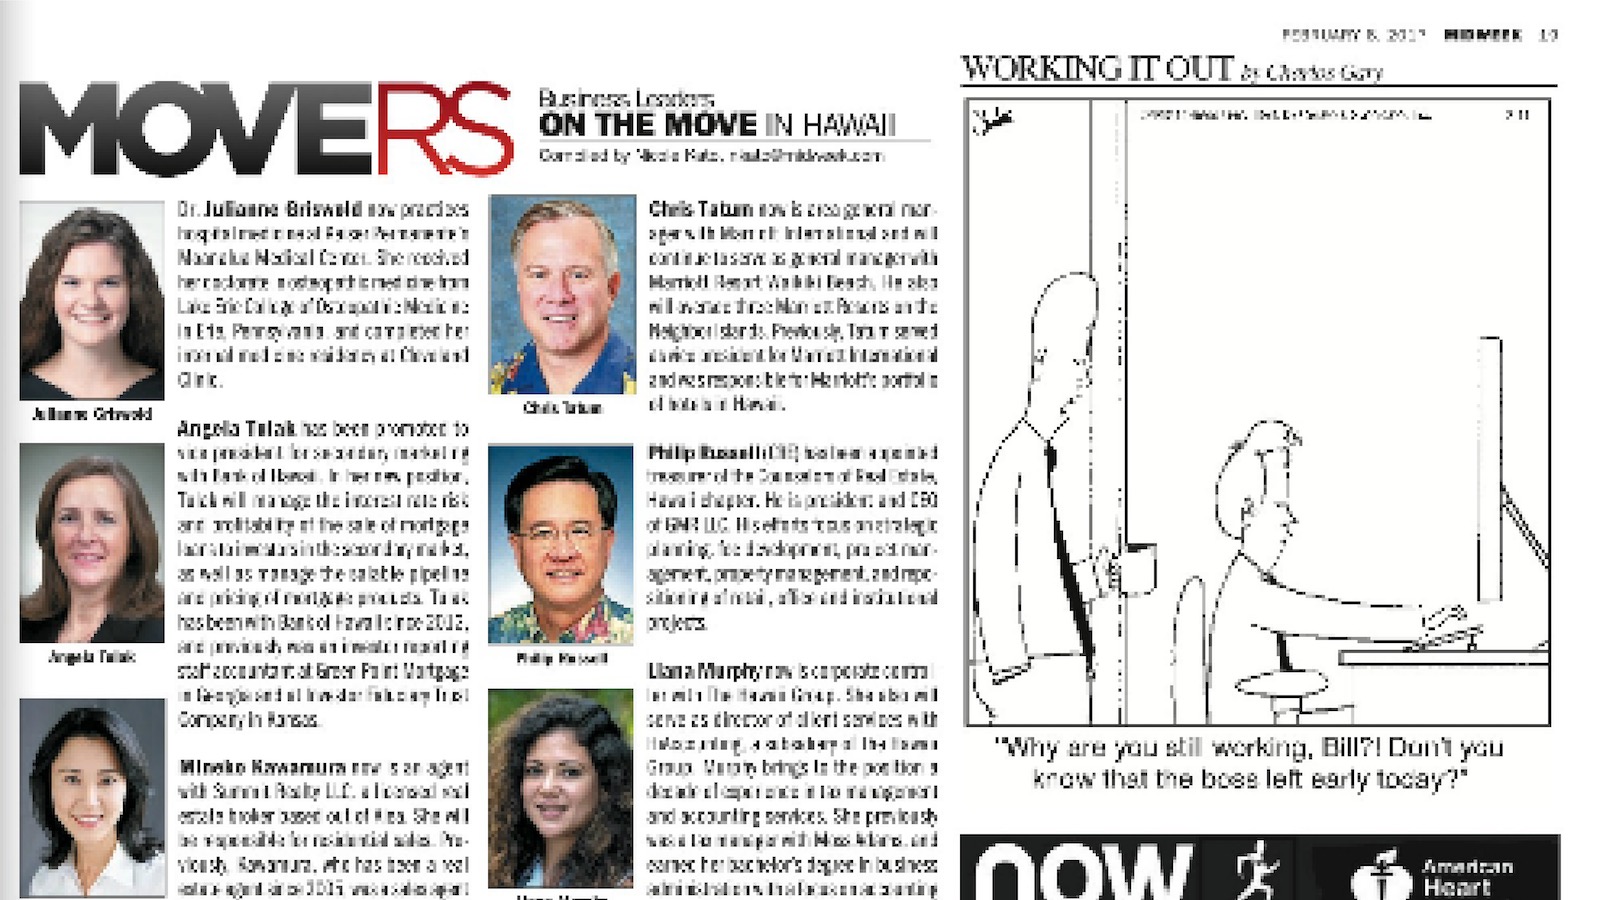 FEBRUARY 8, 2017 MIDWEEK 19
MOVERS
Business Leaders
ON THE MOVE IN HAWAII
Compiled by Nicole Kato, nkato@midweek.com
Dr. Julianne Griswold now practices
hospital medicine at Kaiser Permanente's
Moanalua Medical Center. She received
her doctorate in osteopathic medicine from
Lake Erie College of Osteopathic Medicine
in Erie, Pennsylvania, and completed her
internal medicine residency at Cleveland
Clinic.
Julianne Griswold
Angela Tulak has been promoted to
vice president for secondary marketing
with Bank of Hawaii. In her new position,
Tulak will manage the interest rate risk
and profitability of the sale of mortgage
loans to investors in the secondary market,
as well as manage the salable pipeline
and pricing of mortgage products. Tulak
has been with Bank of Hawaii since 2012,
and previously was an investor reporting
staff accountant at Green Point Mortgage
in Georgia and at Investor Fiduciary Trust
Company in Kansas.
Angela Tulak
Mineko Kawamura now is an agent
with Summit Realty LLC, a licensed real
estate broker based out of Aiea. She will
be responsible for residential sales. Pre-
viously, Kawamura, who has been a real
estate agent since 2015, was a sales agent
Chris Tatum now is area general man-
ager with Marriott International and will
continue to serve as general manager with
Marriott Resort Waikiki Beach. He also
will oversee three Marriott Resorts on the
Neighbor Islands. Previously, Tatum served
as vice president for Marriott International
and was responsible for Marriott's portfolio
of hotels in Hawaii.
Chris Tatum
Philip Russell (CRE) has been appointed
treasurer of the Counselors of Real Estate,
Hawaii chapter. He is president and CEO
of GMR LLC. His efforts focus on strategic
planning, fee development, project man-
agement, property management, and repo-
sitioning of retail, office and institutional
projects.
Philip Russell
Liana Murphy now is corporate control-
ler with The Hawaii Group. She also will
serve as director of client services with
HiAccounting, a subsidiary of the Hawaii
Group. Murphy brings to the position a
decade of experience in tax management
and accounting services. She previously
was a tax manager with Moss Adams, and
earned her bachelor's degree in business
administration with a focus on accounting
Liana Murphy
WORKING IT OUT by Charles Gary
"Why are you still working, Bill?! Don't you
know that the boss left early today?"
now
American
Heart